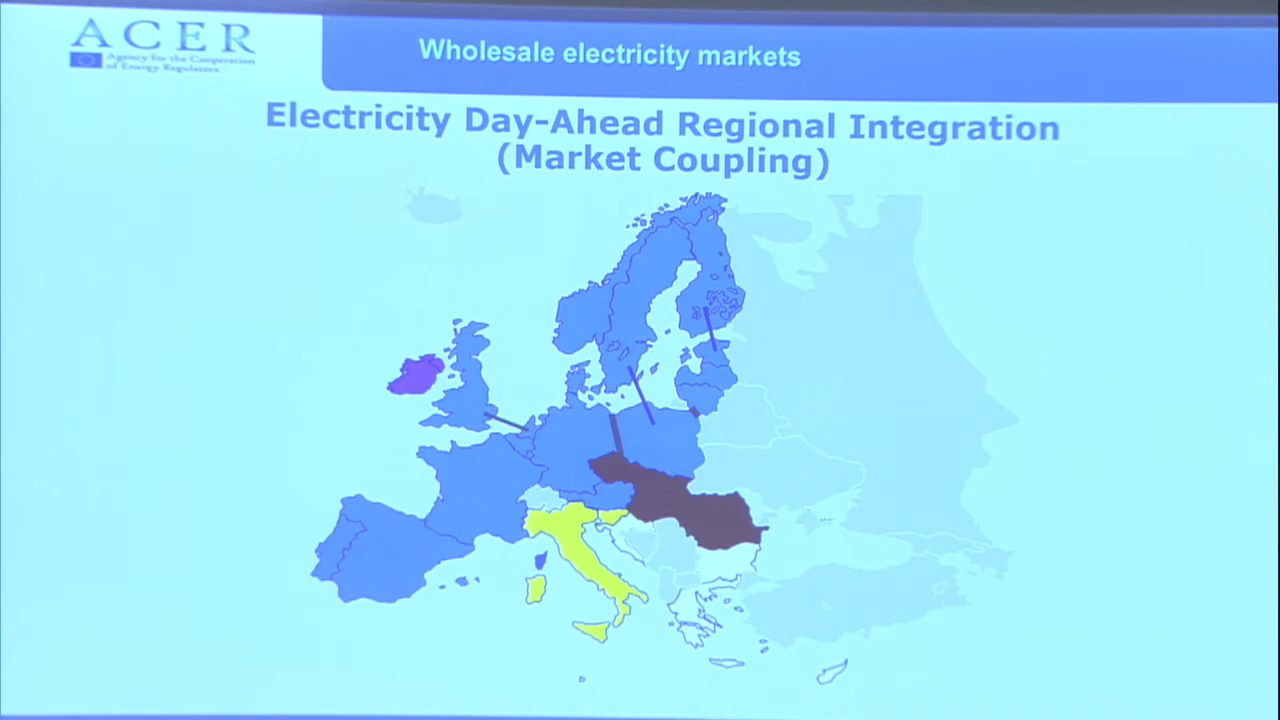 ACER
Agency for the Cooperation
of Energy Regulators
Wholesale electricity markets
Electricity Day-Ahead Regional Integration
(Market Coupling)